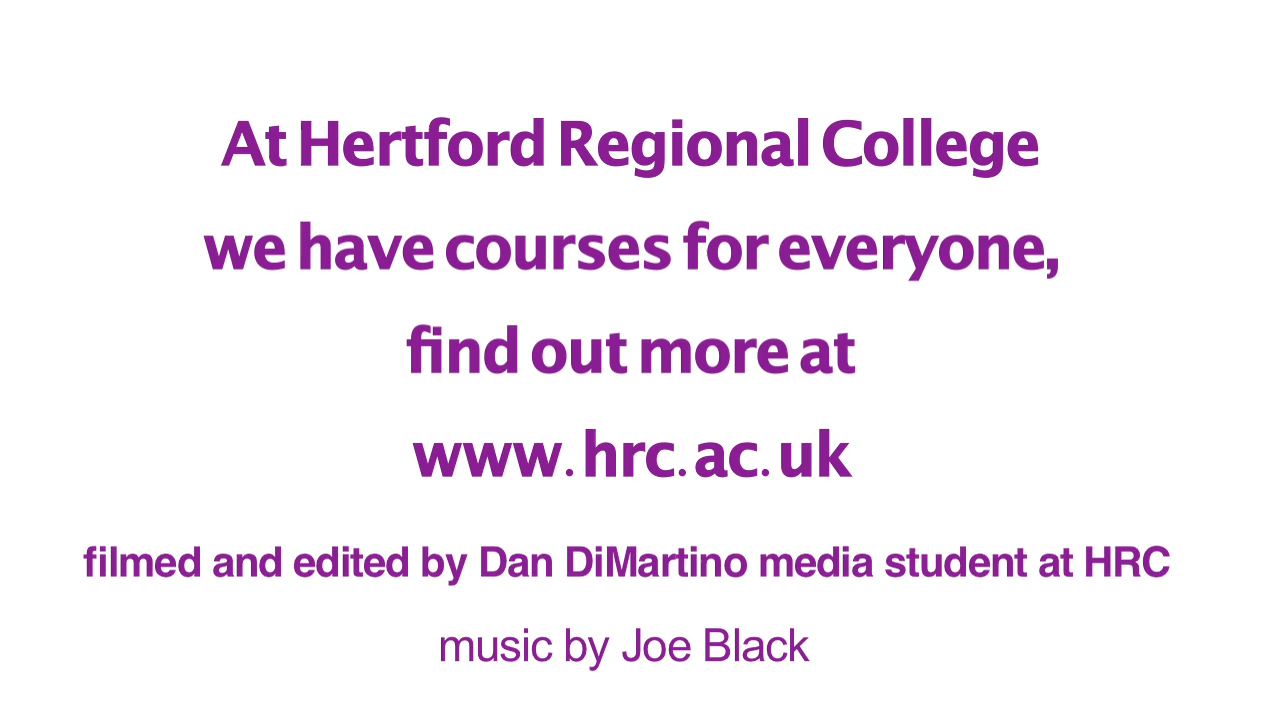 At Hertford Regional College
we have courses for everyone,
find out more at
www.hrc.ac.uk
filmed and edited by Dan DiMartino media student at HRC
music by Joe Black